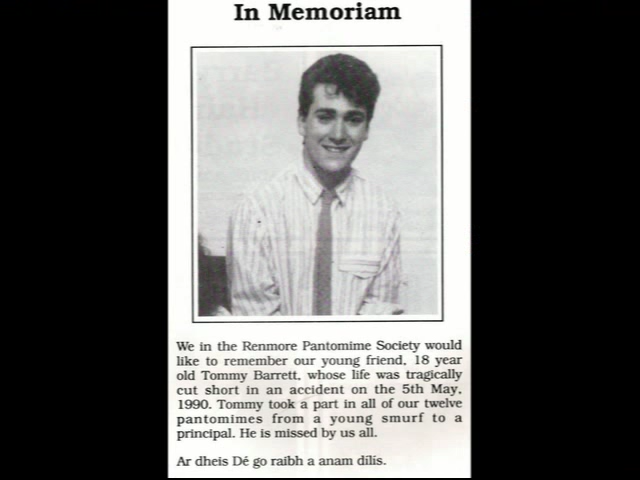 In Memoriam
We in the Renmore Pantomime Society would
like to remember our young friend, 18 year
old Tommy Barrett, whose life was tragically
cut short in an accident on the 5th May,
1990. Tommy took a part in all of our twelve
pantomimes from a young smurf to a
principal. He is missed by us all.
Ar dheis Dé go raibh a anam dílís.